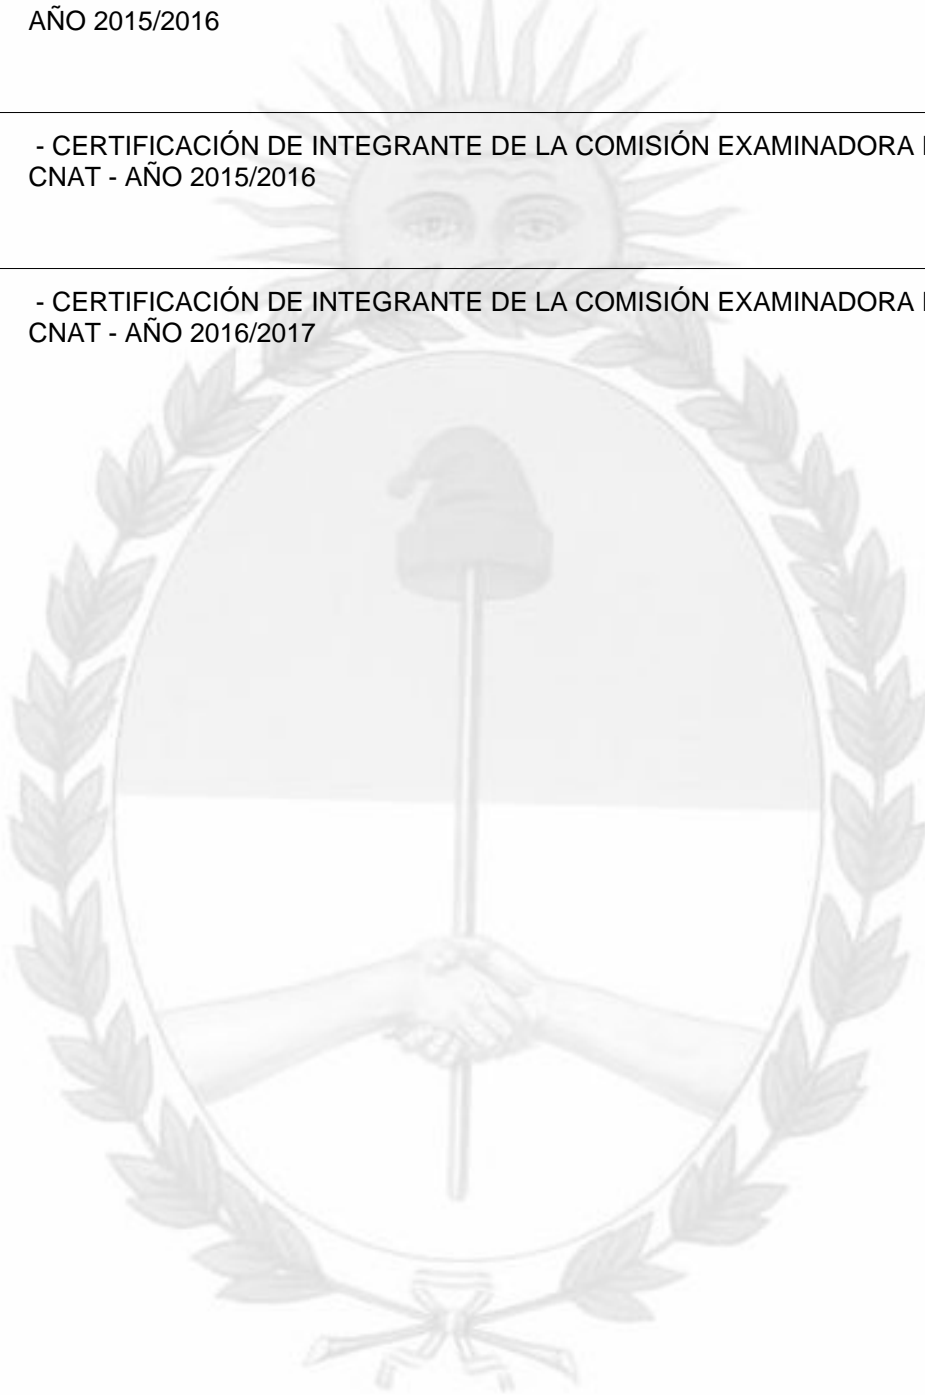 AÑO 2015/2016
- CERTIFICACIÓN DE INTEGRANTE DE LA COMISIÓN EXAMINADORA
CNAT - AÑO 2015/2016
- CERTIFICACIÓN DE INTEGRANTE DE LA COMISIÓN EXAMINADORA
CNAT - AÑO 2016/2017